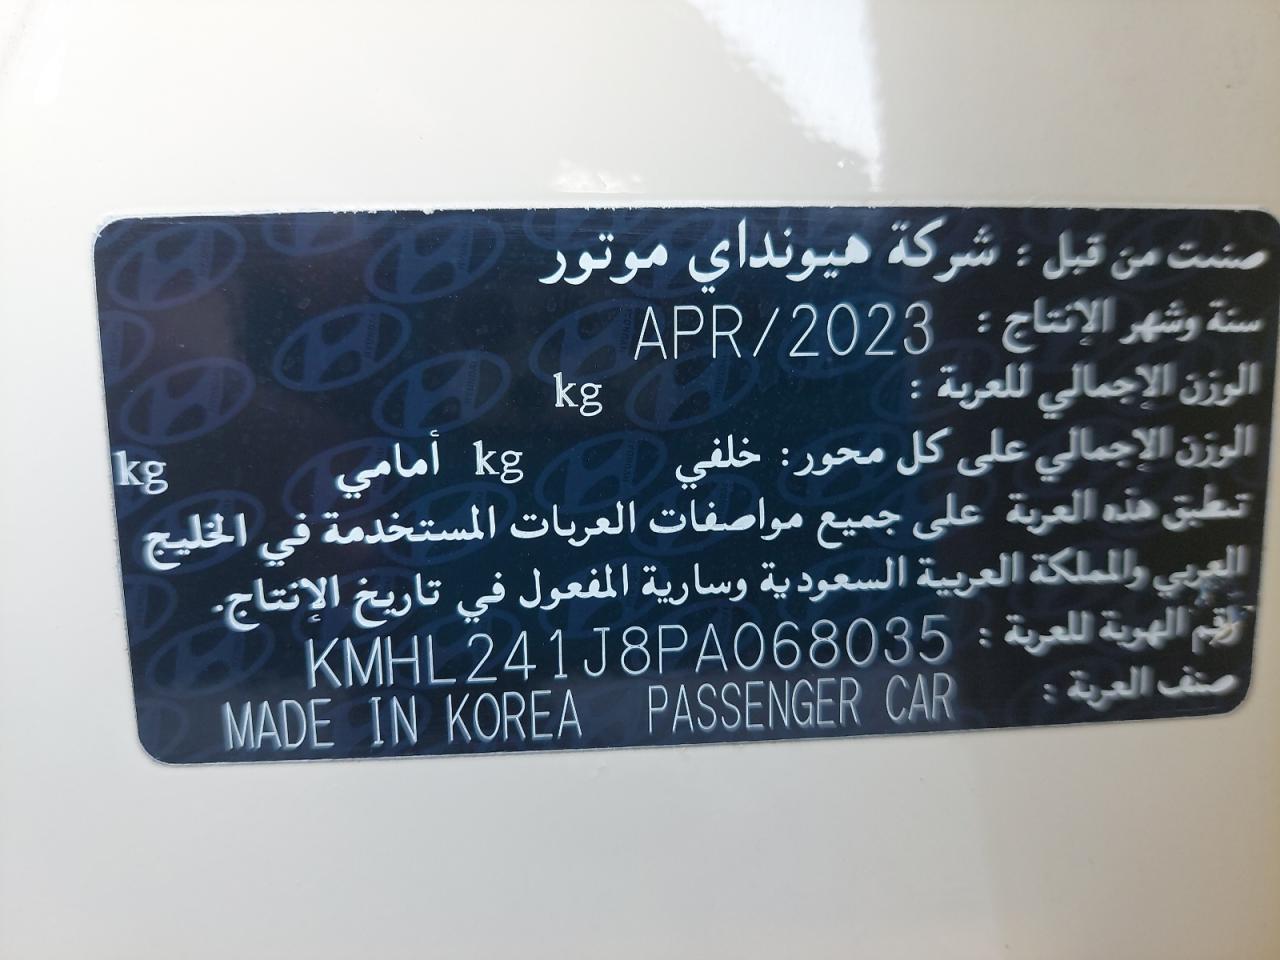 صنعت من قبل : شركة هيونداي موتور
سنة وشهر الإنتاج : APR/2023
الوزن الإجمالي للعربة : kg
الوزن الإجمالي على كل محور: خلفي kg أمامي kg
تنطبق هذه العربة على جميع مواصفات العربات المستخدمة في الخليج
العربي والمملكة العربية السعودية وسارية المفعول في تاريخ الإنتاج.
رقم الهوية للعربة : KMHL241J8PA068035
صنف العربة : PASSENGER CAR MADE IN KOREA